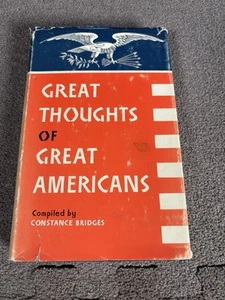 GREAT
THOUGHTS
OF
GREAT
AMERICANS
Compiled by
CONSTANCE BRIDGES